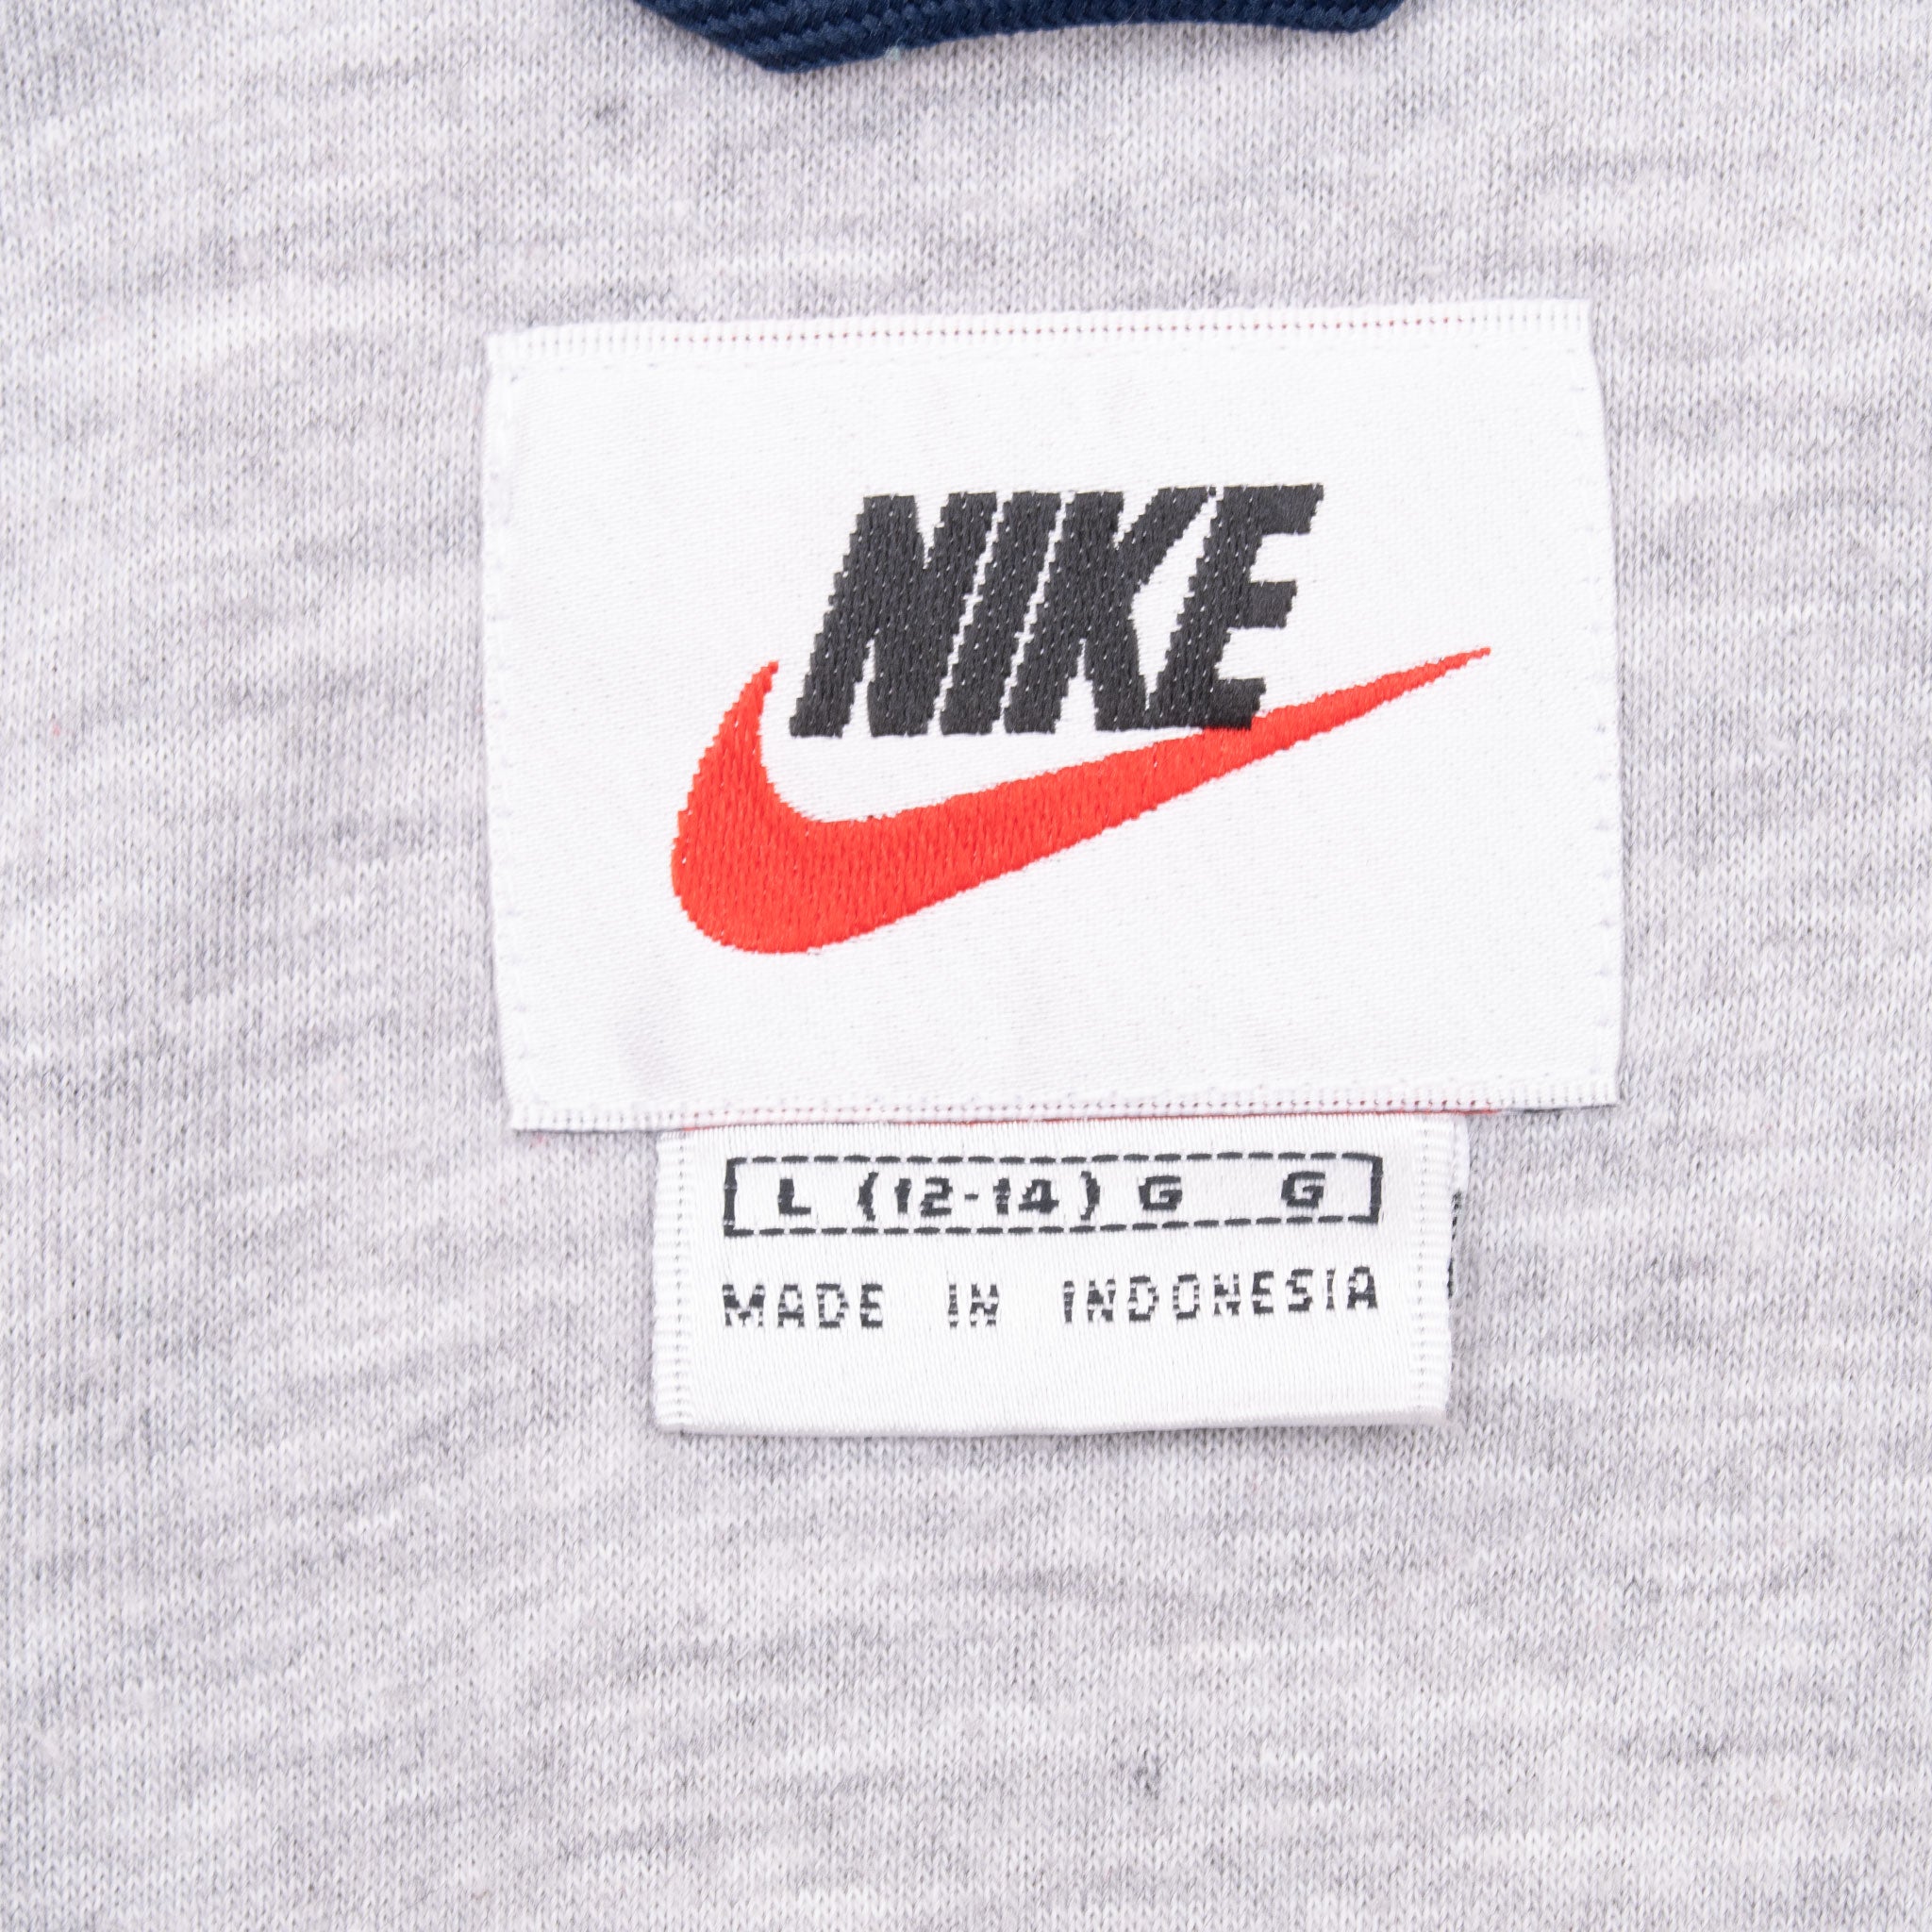 NIKE
L (12-14) G G
MADE IN INDONESIA